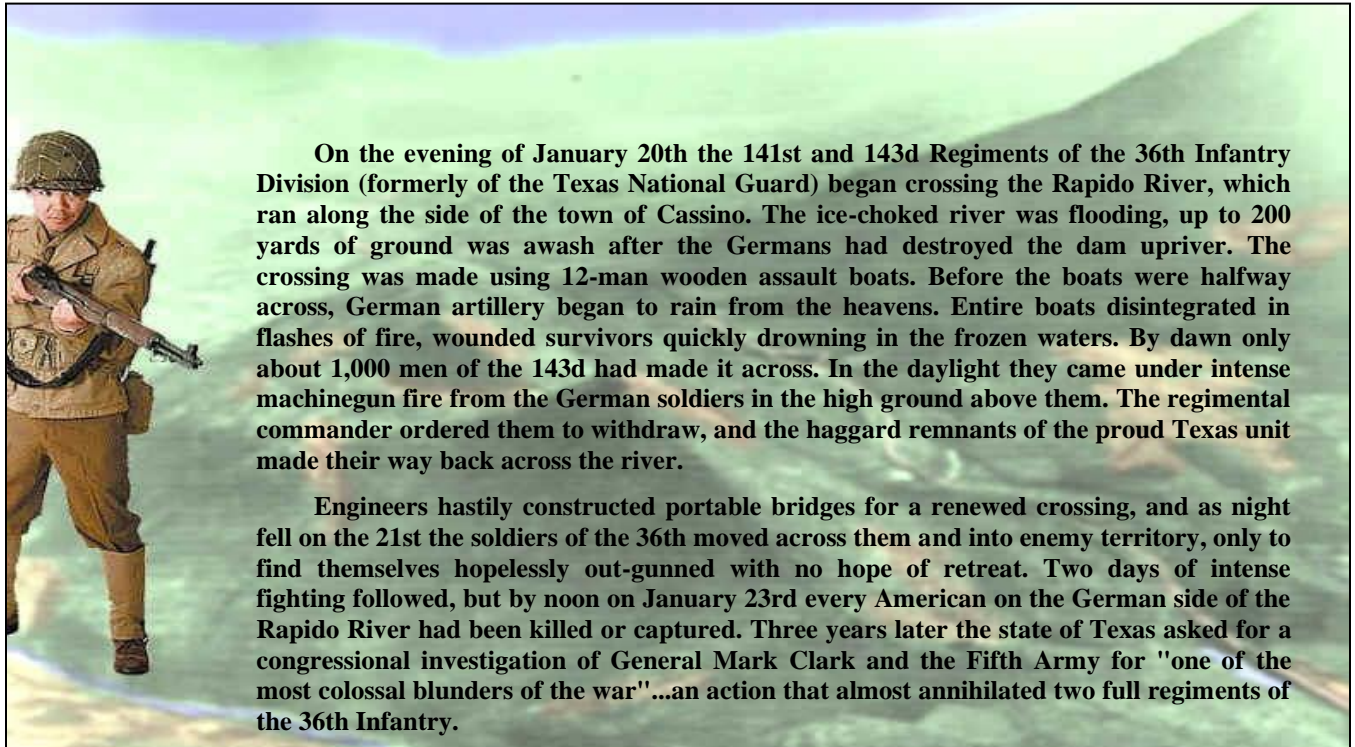 On the evening of January 20th the 141st and 143d Regiments of the 36th Infantry
Division (formerly of the Texas National Guard) began crossing the Rapido River, which
ran along the side of the town of Cassino. The ice-choked river was flooding, up to 200
yards of ground was awash after the Germans had destroyed the dam upriver. The
crossing was made using 12-man wooden assault boats. Before the boats were halfway
across, German artillery began to rain from the heavens. Entire boats disintegrated in
flashes of fire, wounded survivors quickly drowning in the frozen waters. By dawn only
about 1,000 men of the 143d had made it across. In the daylight they came under intense
machinegun fire from the German soldiers in the high ground above them. The regimental
commander ordered them to withdraw, and the haggard remnants of the proud Texas unit
made their way back across the river.
Engineers hastily constructed portable bridges for a renewed crossing, and as night
fell on the 21st the soldiers of the 36th moved across them and into enemy territory, only to
find themselves hopelessly out-gunned with no hope of retreat. Two days of intense
fighting followed, but by noon on January 23rd every American on the German side of the
Rapido River had been killed or captured. Three years later the state of Texas asked for a
congressional investigation of General Mark Clark and the Fifth Army for "one of the
most colossal blunders of the war"...an action that almost annihilated two full regiments of
the 36th Infantry.